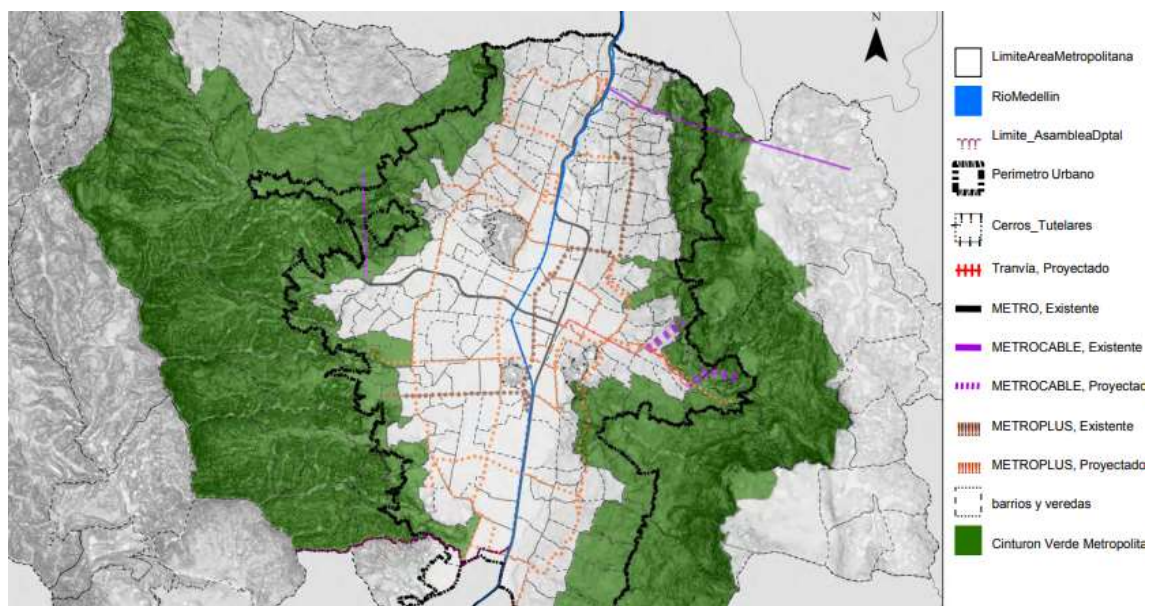 N
LimiteAreaMetropolitana
RioMedellin
Limite_AsambleaDptal
Perimetro Urbano
Cerros_Tutelares
Tranvía, Proyectado
METRO, Existente
METROCABLE, Existente
METROCABLE, Proyectad
METROPLUS, Existente
METROPLUS, Proyectado
barrios y veredas
Cinturon Verde Metropolita